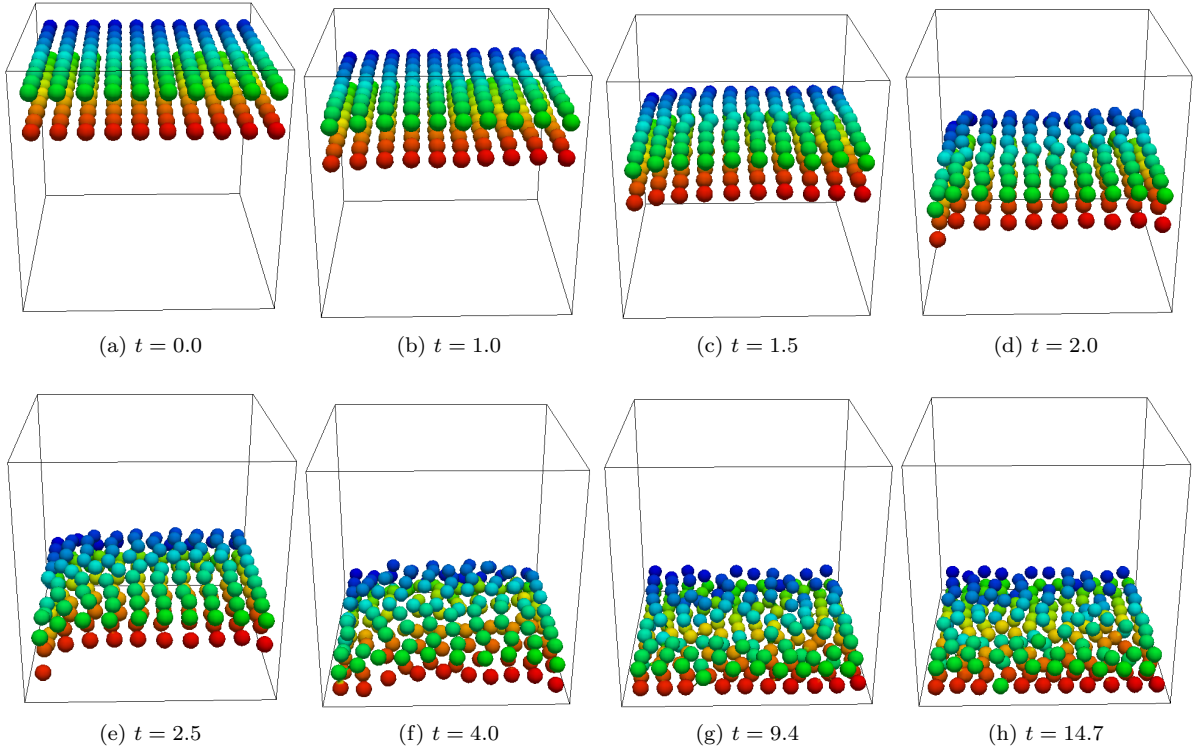 (a) t = 0.0
(b) t = 1.0
(c) t = 1.5
(d) t = 2.0
(e) t = 2.5
(f) t = 4.0
(g) t = 9.4
(h) t = 14.7